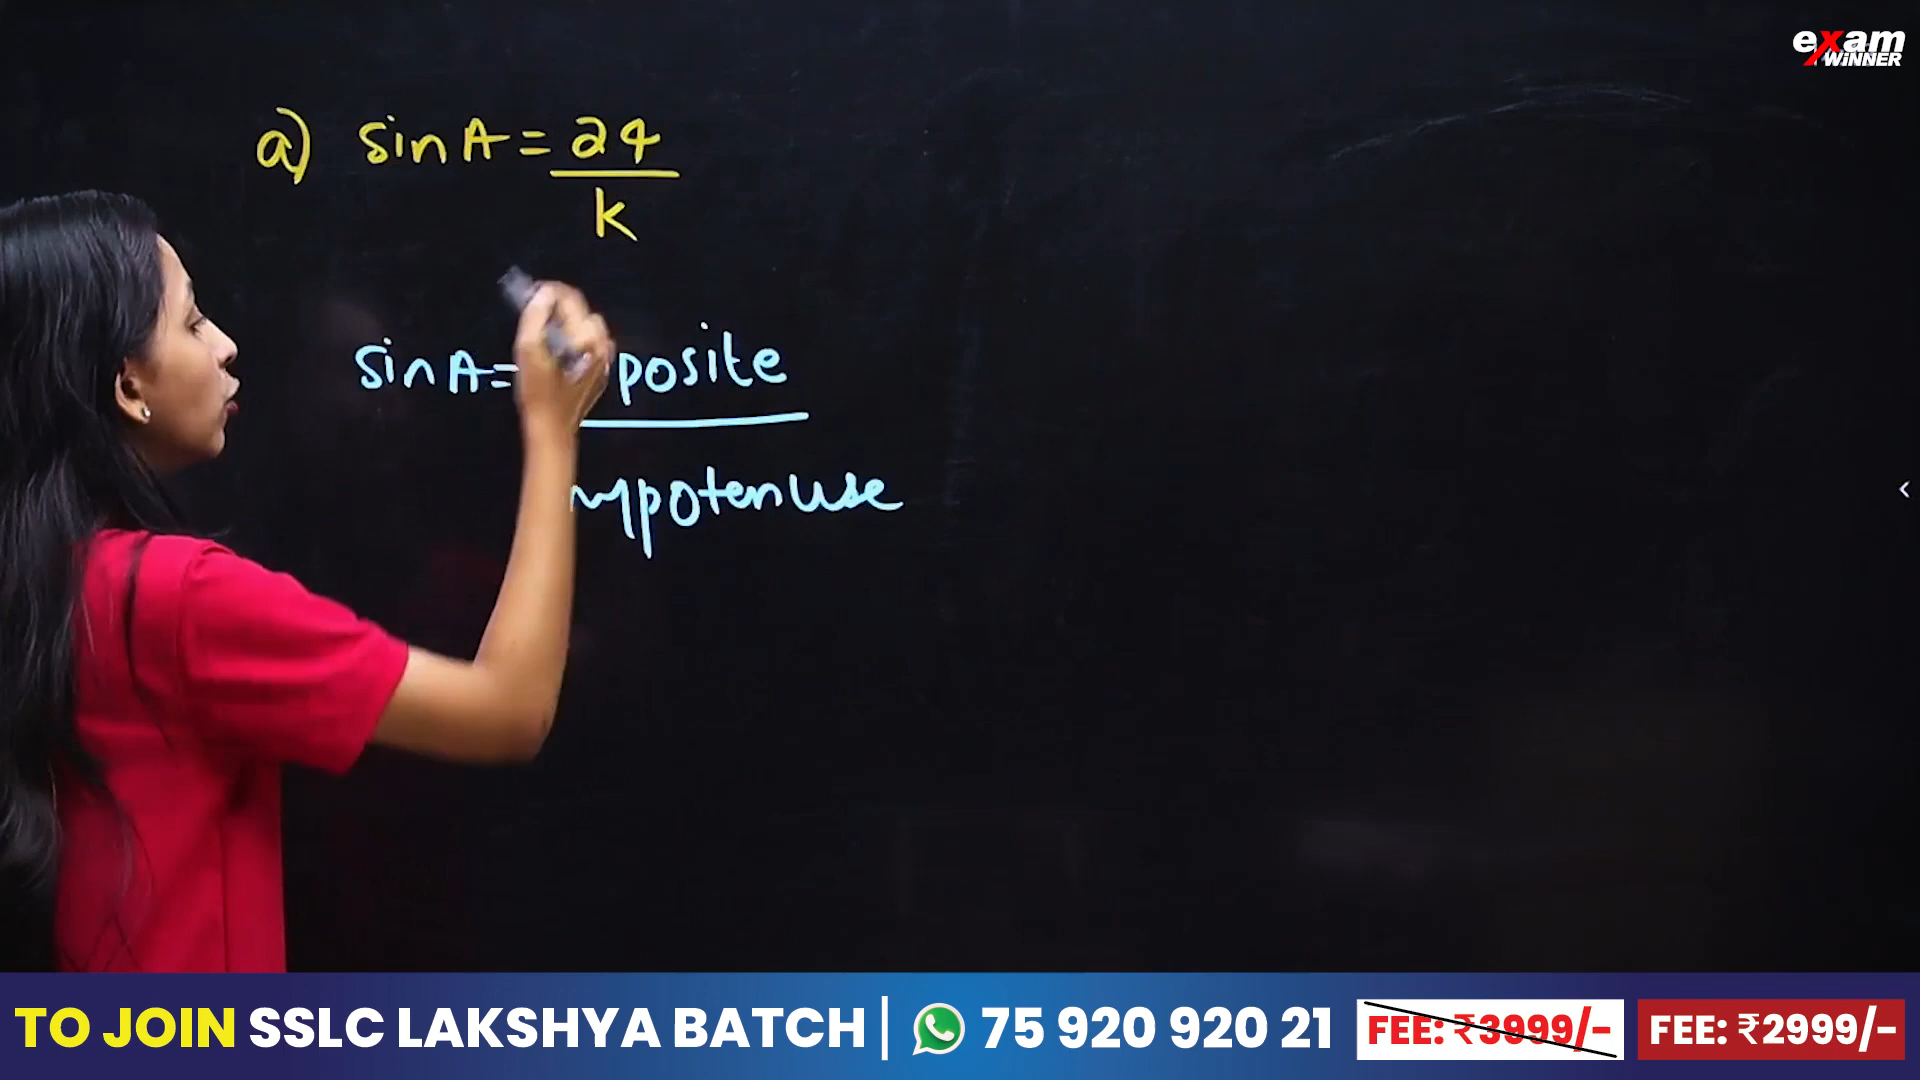 exam
WINNER
a) sin A = 24
k
sin A = posite
ypotenuse
TO JOIN SSLC LAKSHYA BATCH | 75 920 920 21 FEE: ₹3999/- FEE: ₹2999/-